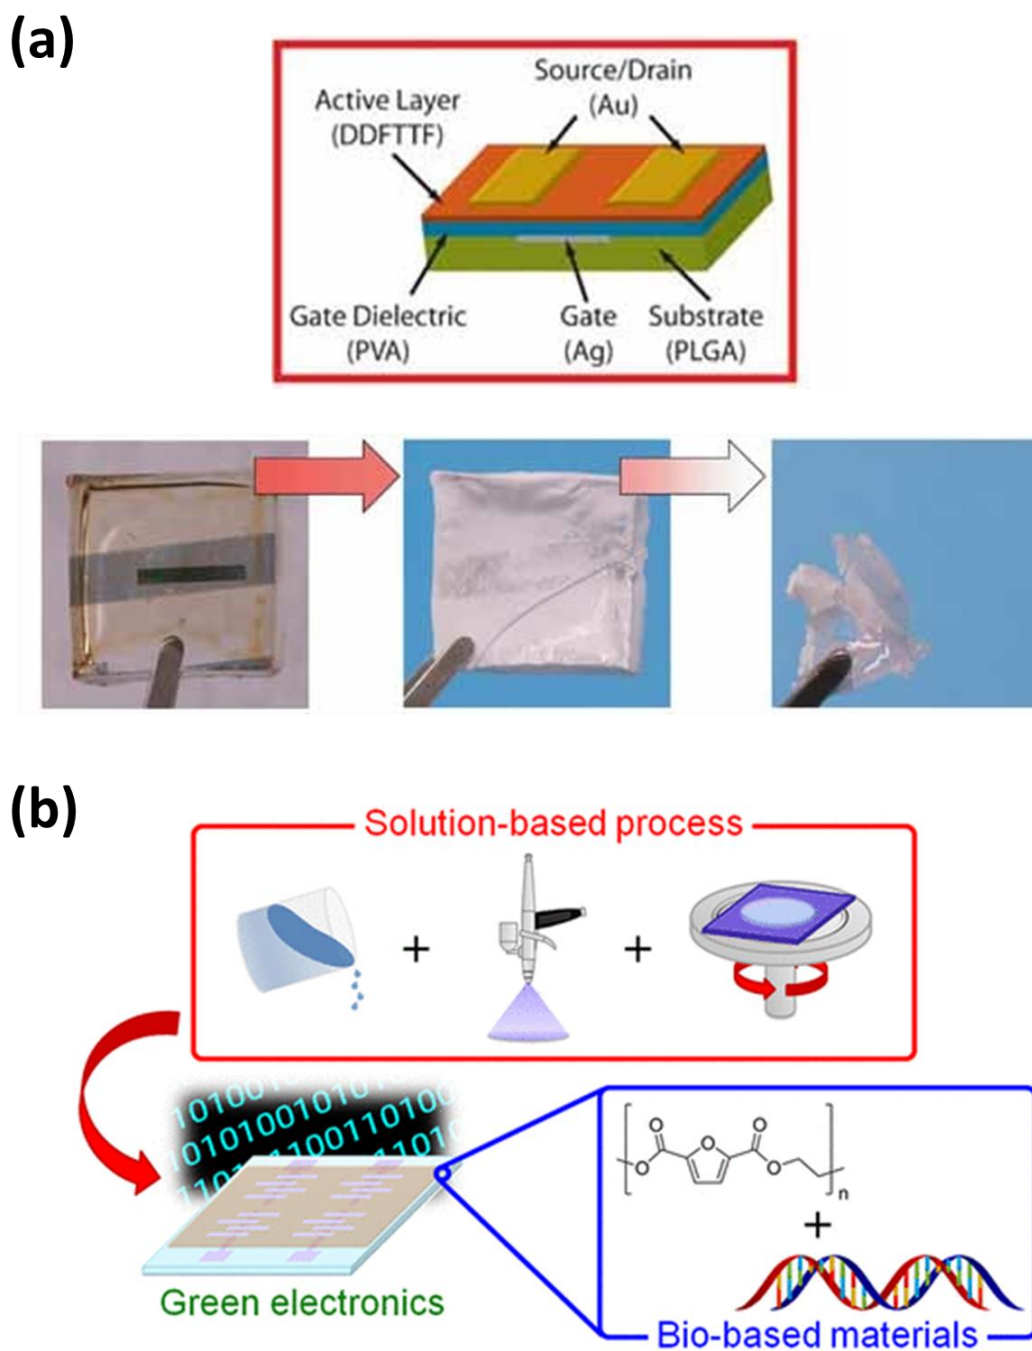 (a)
Source/Drain
(Au)
Active Layer
(DDFTTF)
Gate Dielectric
(PVA)
Gate
(Ag)
Substrate
(PLGA)
(b)
Solution-based process
+
+
Green electronics
O
O
O
O
O
n
+
Bio-based materials